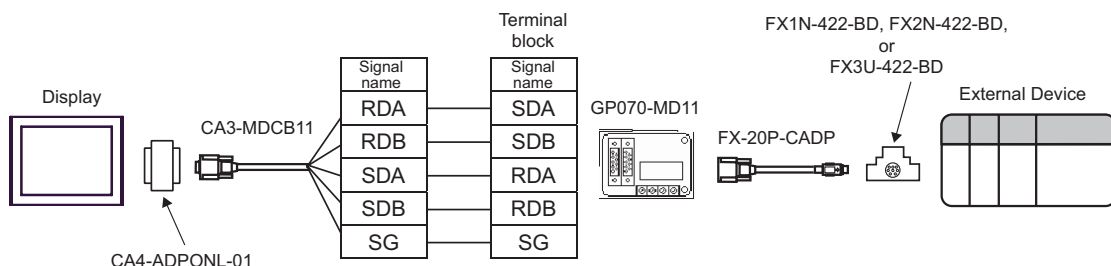 Display
CA4-ADPONL-01
CA3-MDCB11
Signal
name
RDA
RDB
SDA
SDB
SG
Terminal
block
Signal
name
SDA
SDB
RDA
RDB
SG
GP070-MD11
FX-20P-CADP
FX1N-422-BD, FX2N-422-BD,
or
FX3U-422-BD
External Device